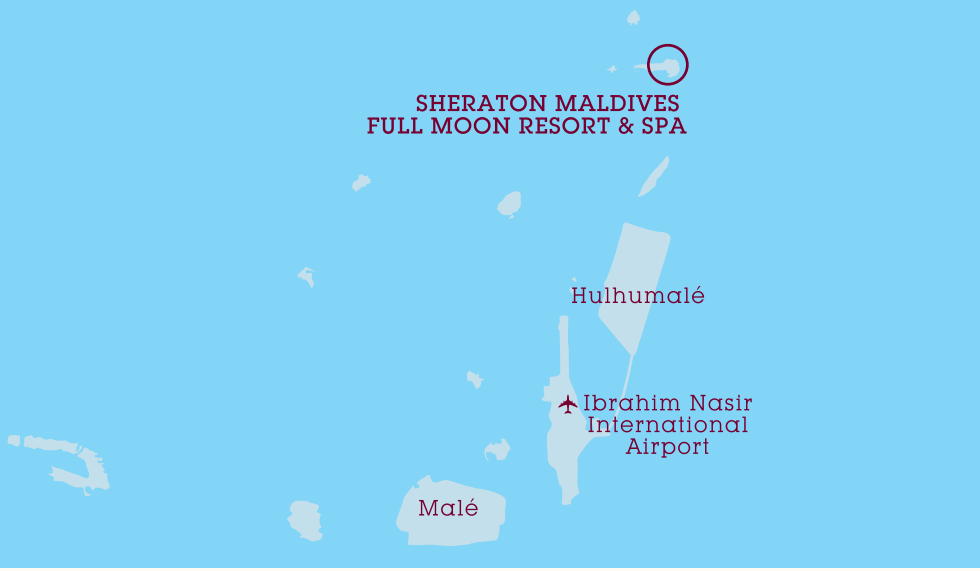 SHERATON MALDIVES
FULL MOON RESORT & SPA
Hulhumalé
Ibrahim Nasir
International
Airport
Malé